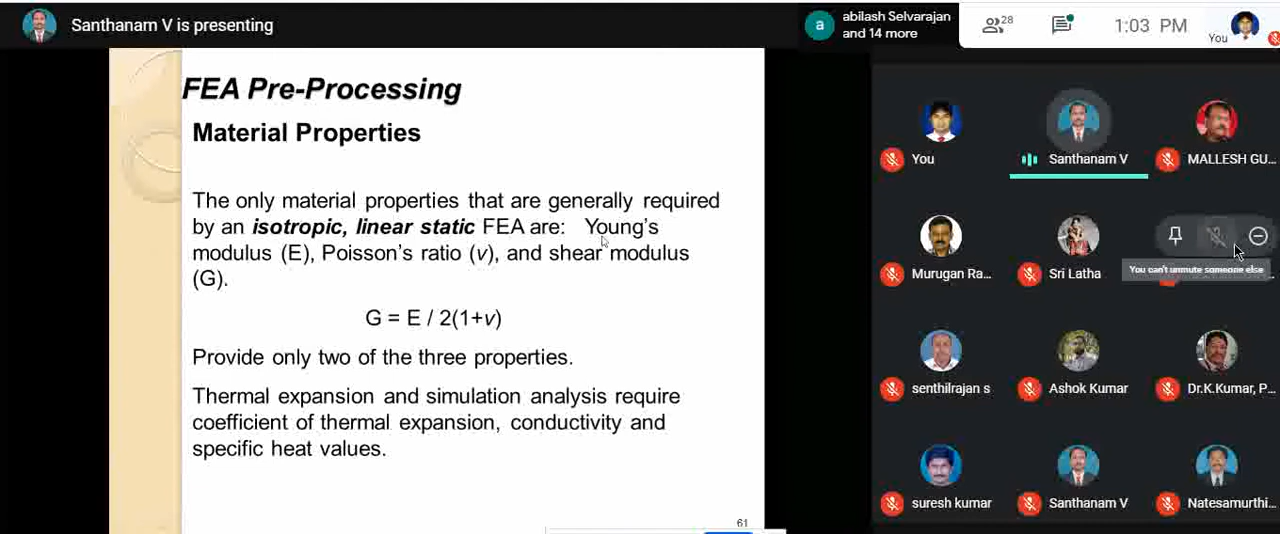 Santhanam V is presenting
a
abilash Selvarajan
and 14 more
28
1:03 PM
You
FEA Pre-Processing
Material Properties
The only material properties that are generally required
by an isotropic, linear static FEA are: Young's
modulus (E), Poisson's ratio (v), and shear modulus
(G).
G = E / 2(1+v)
Provide only two of the three properties.
Thermal expansion and simulation analysis require
coefficient of thermal expansion, conductivity and
specific heat values.
61
You
Santhanam V
MALLESH GU...
Murugan Ra...
Sri Latha
You can't unmute someone else
senthilrajan s
Ashok Kumar
Dr.K.Kumar, P...
suresh kumar
Santhanam V
Natesamurthi...